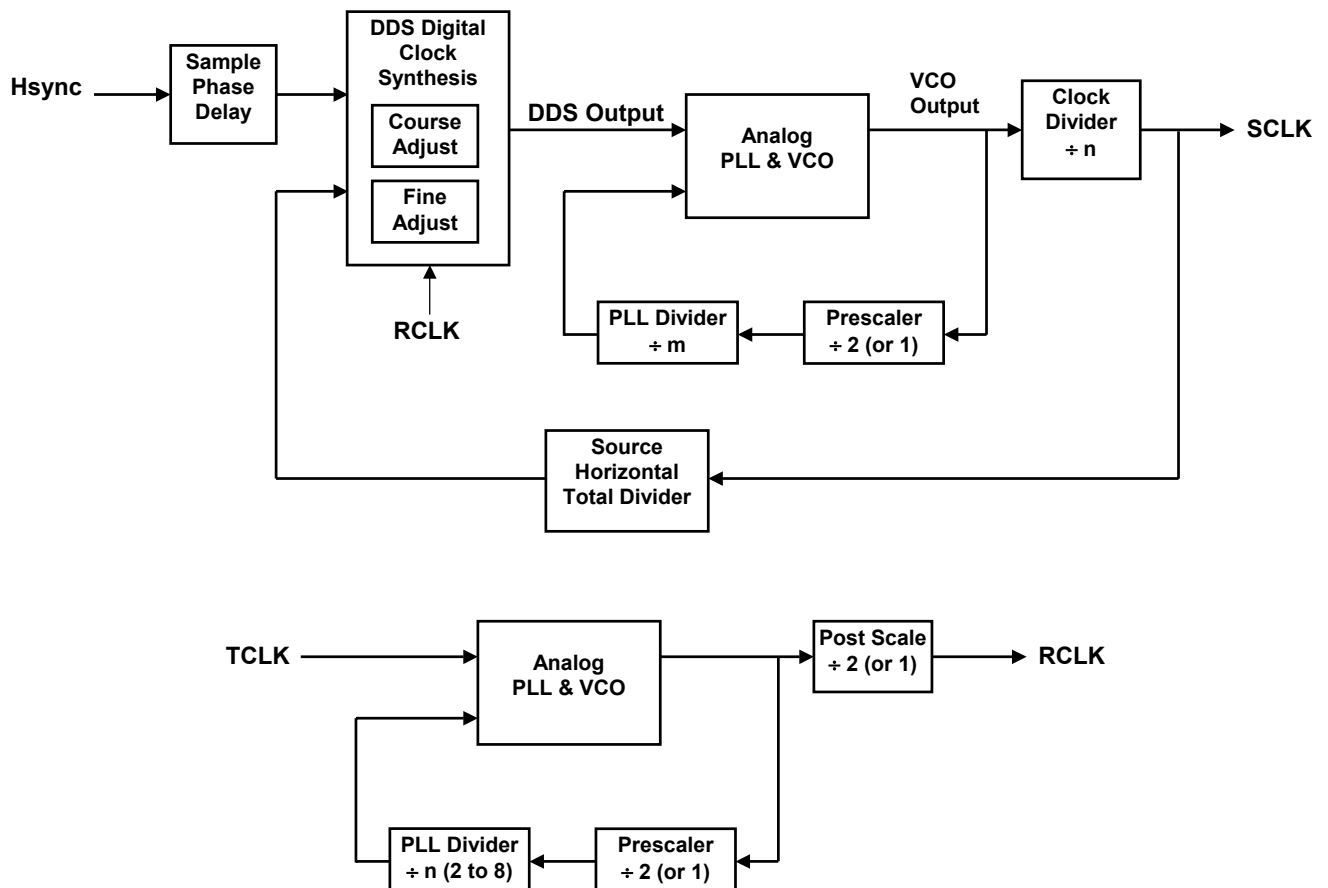 Hsync
Sample
Phase
Delay
DDS Digital
Clock
Synthesis
Course
Adjust
Fine
Adjust
RCLK
DDS Output
Analog
PLL & VCO
VCO
Output
Clock
Divider
÷ n
SCLK
PLL Divider
÷ m
Prescaler
÷ 2 (or 1)
Source
Horizontal
Total Divider
TCLK
Analog
PLL & VCO
Post Scale
÷ 2 (or 1)
RCLK
PLL Divider
÷ n (2 to 8)
Prescaler
÷ 2 (or 1)